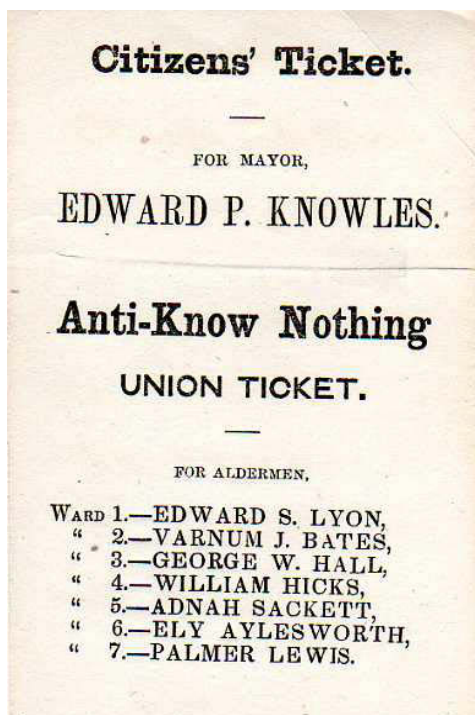 Citizens' Ticket.
FOR MAYOR,
EDWARD P. KNOWLES.
Anti-Know Nothing
UNION TICKET.
FOR ALDERMEN,
WARD 1.—EDWARD S. LYON,
“ 2.—VARNUM J. BATES,
“ 3.—GEORGE W. HALL,
“ 4.—WILLIAM HICKS,
“ 5.—ADNAH SACKETT,
“ 6.—ELY AYLESWORTH,
“ 7.—PALMER LEWIS.